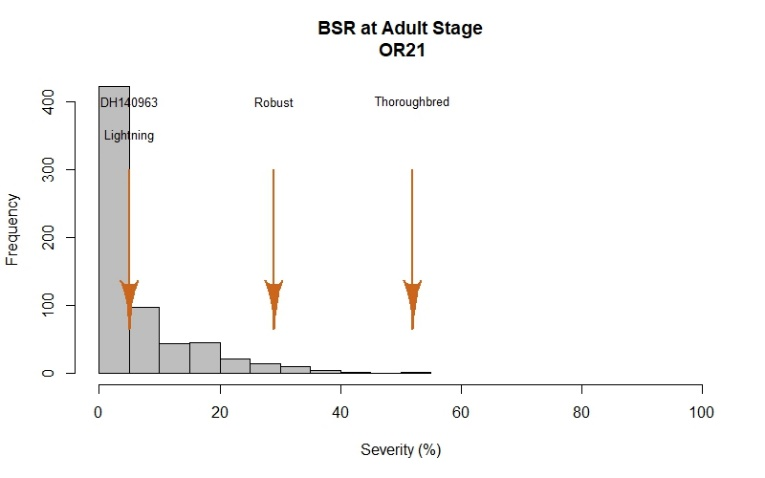 BSR at Adult Stage
OR21
DH140963
Robust
Thoroughbred
Lightning
Frequency
400
300
200
100
0
0 20 40 60 80 100
Severity (%)